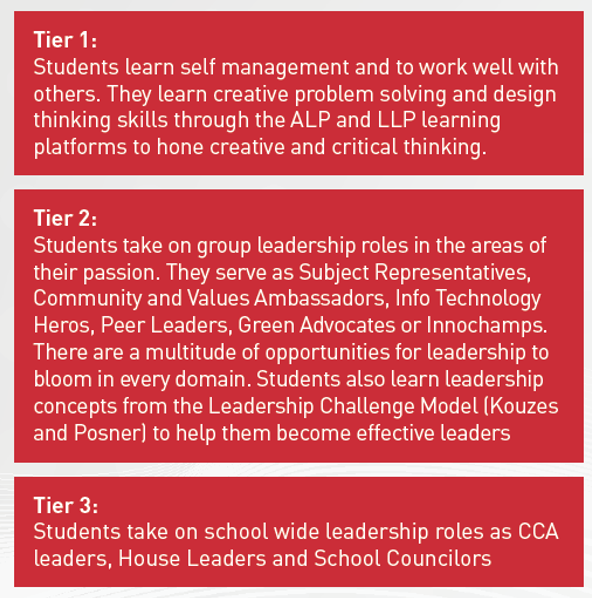 Tier 1:
Students learn self management and to work well with
others. They learn creative problem solving and design
thinking skills through the ALP and LLP learning
platforms to hone creative and critical thinking.
Tier 2:
Students take on group leadership roles in the areas of
their passion. They serve as Subject Representatives,
Community and Values Ambassadors, Info Technology
Heros, Peer Leaders, Green Advocates or Innochamps.
There are a multitude of opportunities for leadership to
bloom in every domain. Students also learn leadership
concepts from the Leadership Challenge Model (Kouzes
and Posner) to help them become effective leaders
Tier 3:
Students take on school wide leadership roles as CCA
leaders, House Leaders and School Councilors